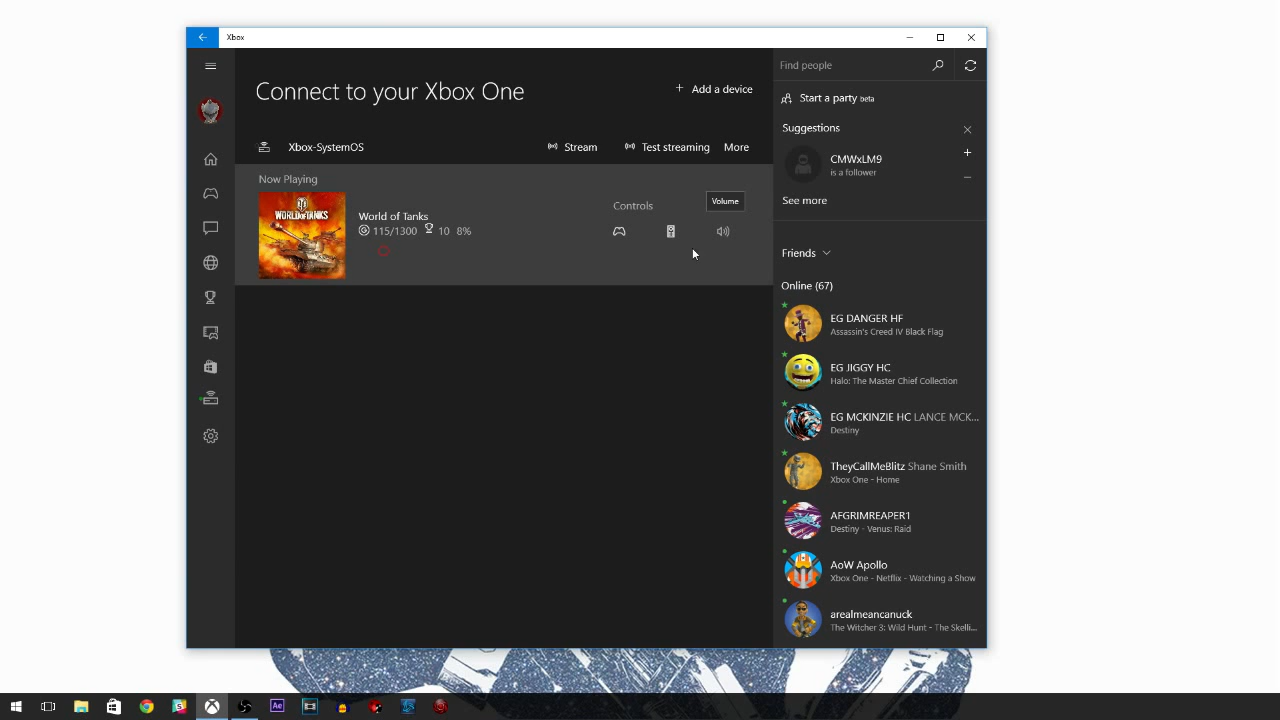 Xbox
Connect to your Xbox One
Add a device
Xbox-SystemOS
Stream
Test streaming
More
Now Playing
WORLD OF TANKS
World of Tanks
115/1300 10 8%
Controls
Volume
Find people
Start a party beta
Suggestions
CMWxLM9
is a follower
See more
Friends
Online (67)
EG DANGER HF
Assassin's Creed IV Black Flag
EG JIGGY HC
Halo: The Master Chief Collection
EG MCKINZIE HC LANCE MCK...
Destiny
TheyCallMeBlitz Shane Smith
Xbox One - Home
AFGRIMREAPER1
Destiny - Venus: Raid
AoW Apollo
Xbox One - Netflix - Watching a Show
arealmeancanuck
The Witcher 3: Wild Hunt - The Skelli...
Ae